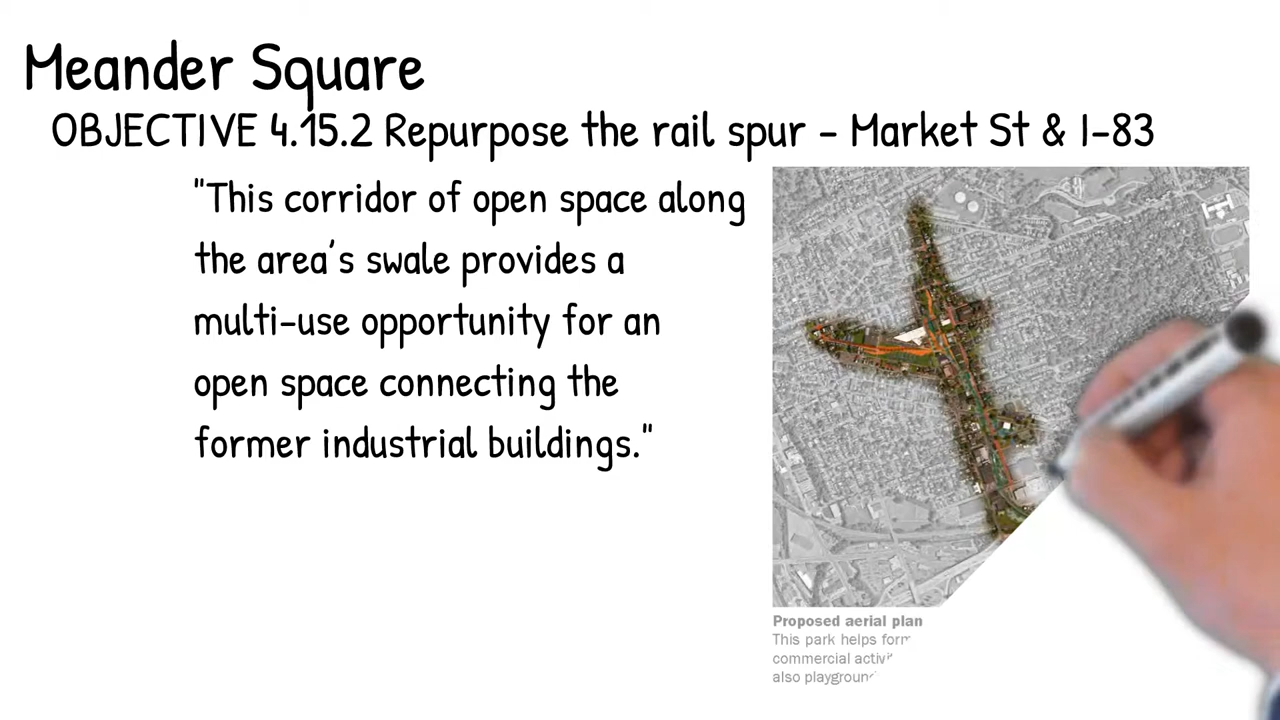 Meander Square
OBJECTIVE 4.15.2 Repurpose the rail spur - Market St & I-83
"This corridor of open space along
the area's swale provides a
multi-use opportunity for an
open space connecting the
former industrial buildings."
Proposed aerial plan
This park helps form
commercial
also